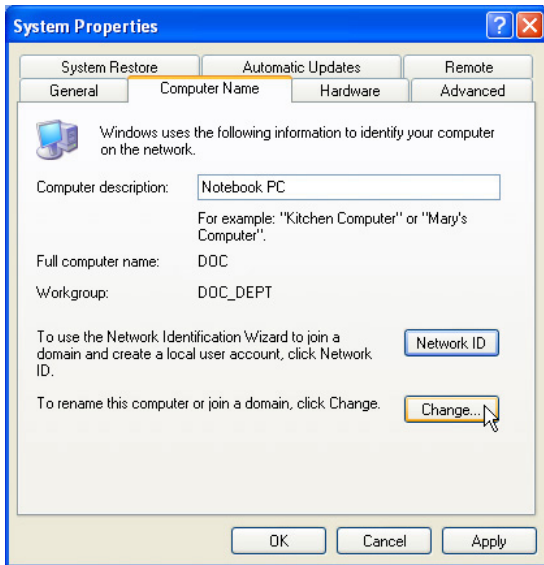 System Properties
System Restore Automatic Updates Remote
General Computer Name Hardware Advanced
Windows uses the following information to identify your computer
on the network.
Computer description: Notebook PC
For example: "Kitchen Computer" or "Mary's
Computer".
Full computer name: DOC
Workgroup: DOC_DEPT
To use the Network Identification Wizard to join a
domain and create a local user account, click Network
ID.
Network ID
To rename this computer or join a domain, click Change.
Change...
OK Cancel Apply